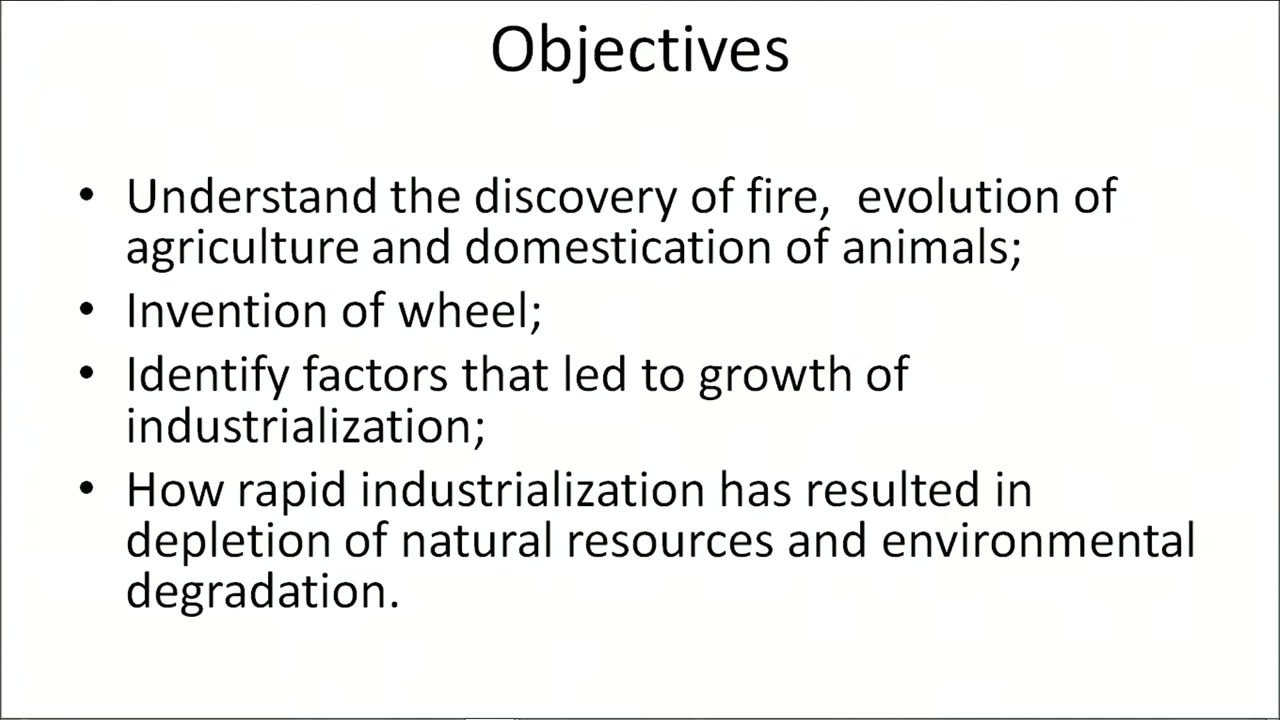 Objectives
• Understand the discovery of fire,  evolution of
agriculture and domestication of animals;
• Invention of wheel;
• Identify factors that led to growth of
industrialization;
• How rapid industrialization has resulted in
depletion of natural resources and environmental
degradation.